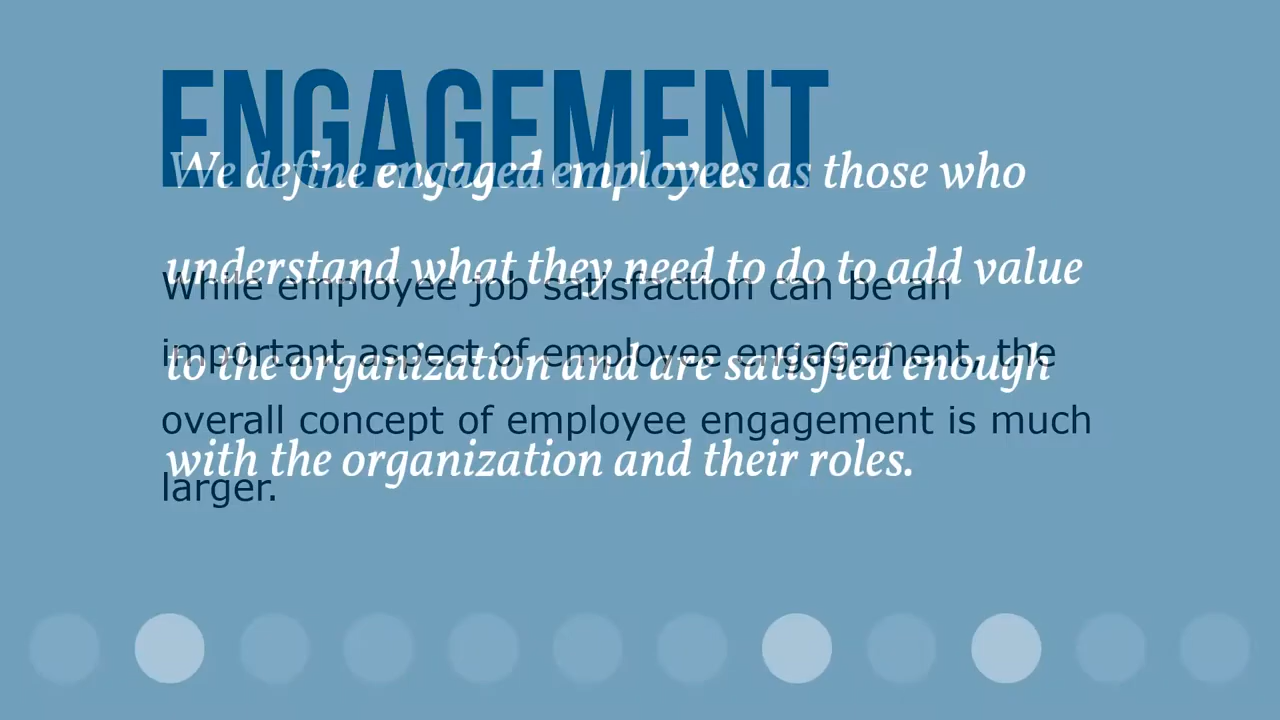 ENGAGEMENT
We define engaged employees as those who
understand what they need to do to add value
to the organization and are satisfied enough
with the organization and their roles.
While employee job satisfaction can be an
important aspect of employee engagement, the
overall concept of employee engagement is much
larger.